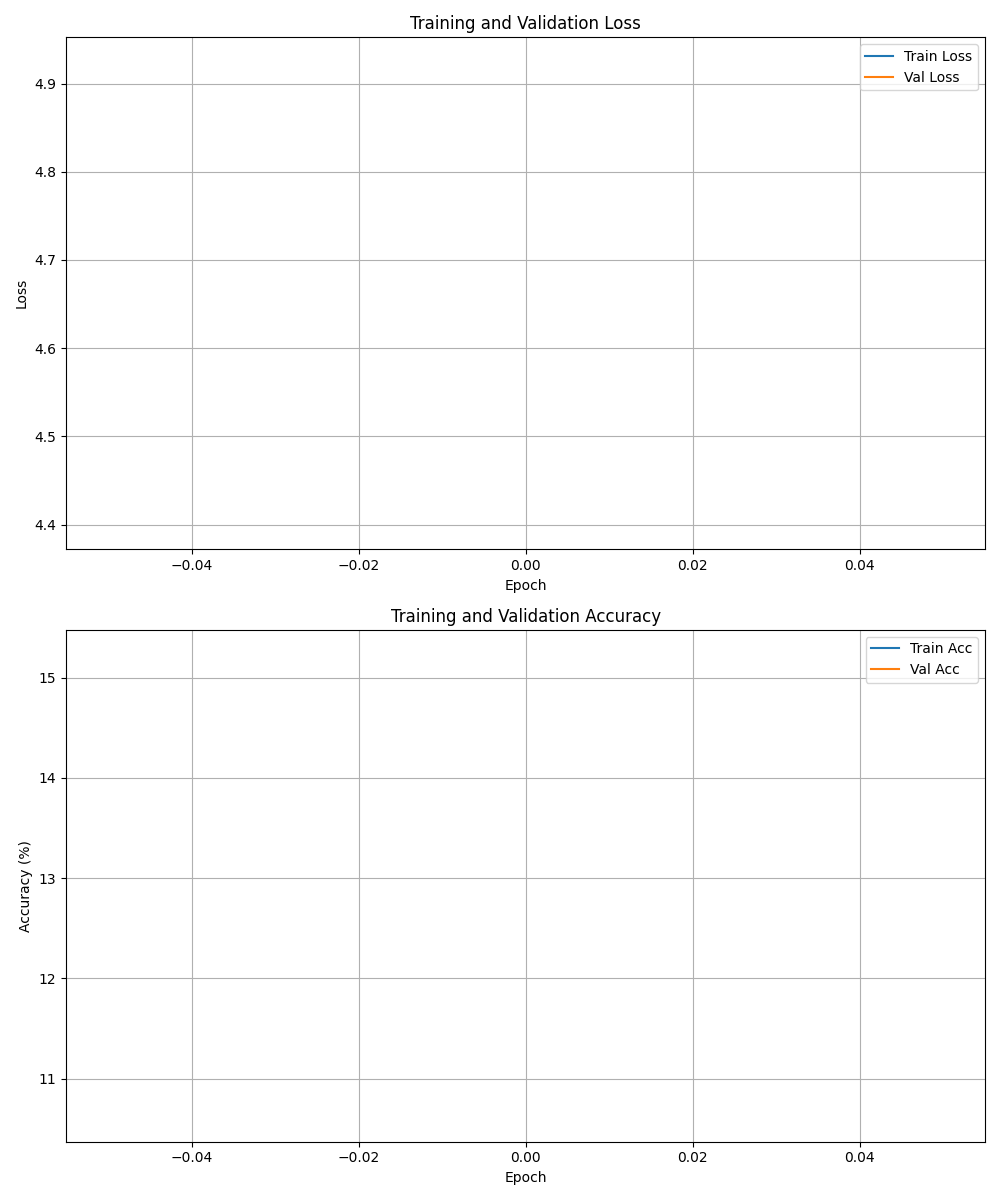 Training and Validation Loss
Train Loss
Val Loss
4.9
4.8
4.7
4.6
4.5
4.4
Loss
−0.04 −0.02 0.00 0.02 0.04
Epoch
Training and Validation Accuracy
Train Acc
Val Acc
15
14
13
12
11
Accuracy (%)
−0.04 −0.02 0.00 0.02 0.04
Epoch